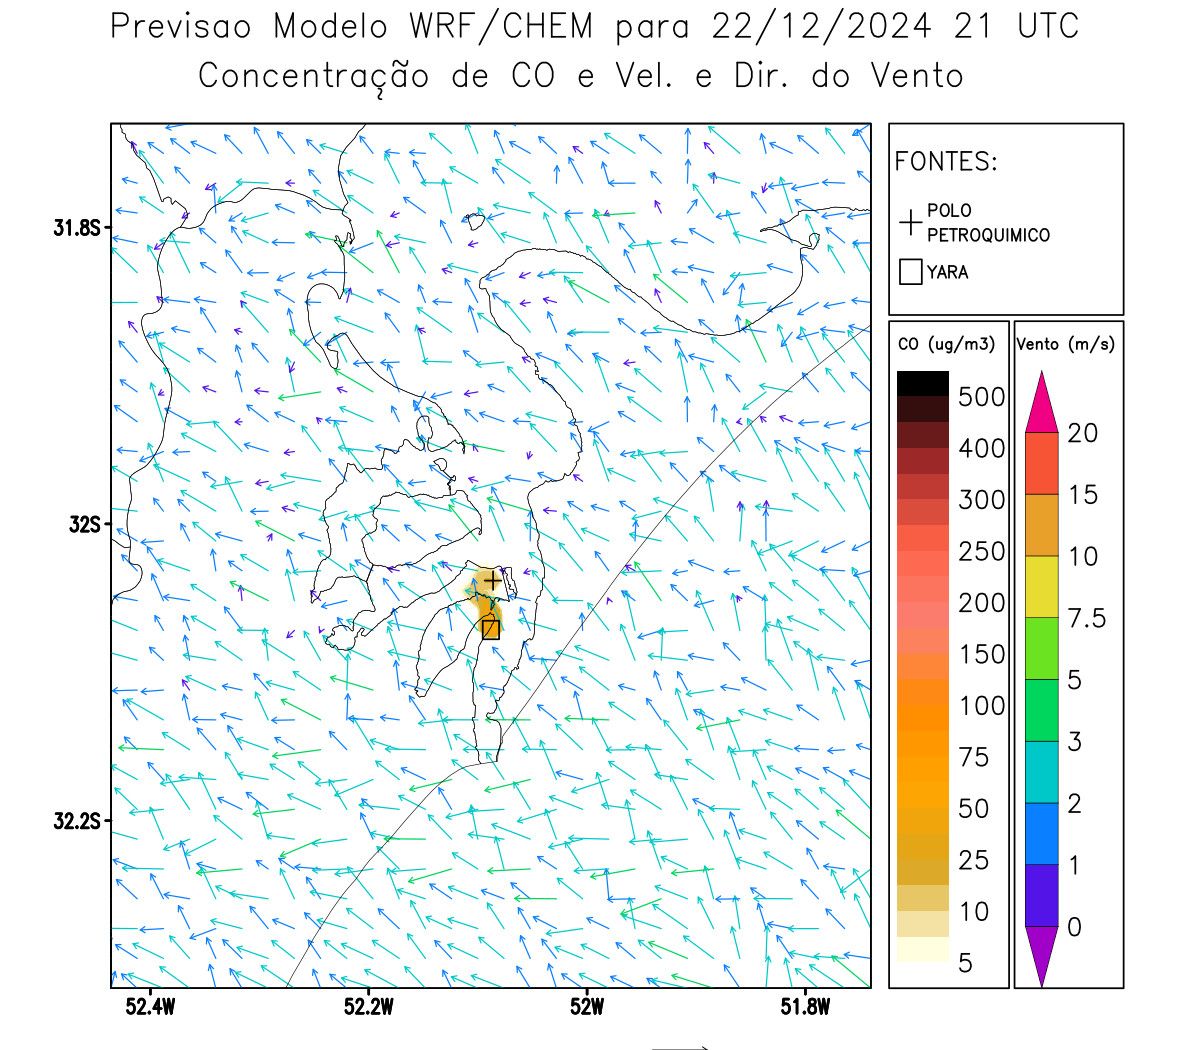 Previsao Modelo WRF/CHEM para 22/12/2024 21 UTC
Concentração de CO e Vel. e Dir. do Vento
FONTES:
POLO
PETROQUIMICO
YARA
CO (ug/m3)
500
400
300
250
200
150
100
75
50
25
10
5
Vento (m/s)
20
15
10
7.5
5
3
2
1
0
31.8S
32S
32.2S
52.4W 52.2W 52W 51.8W